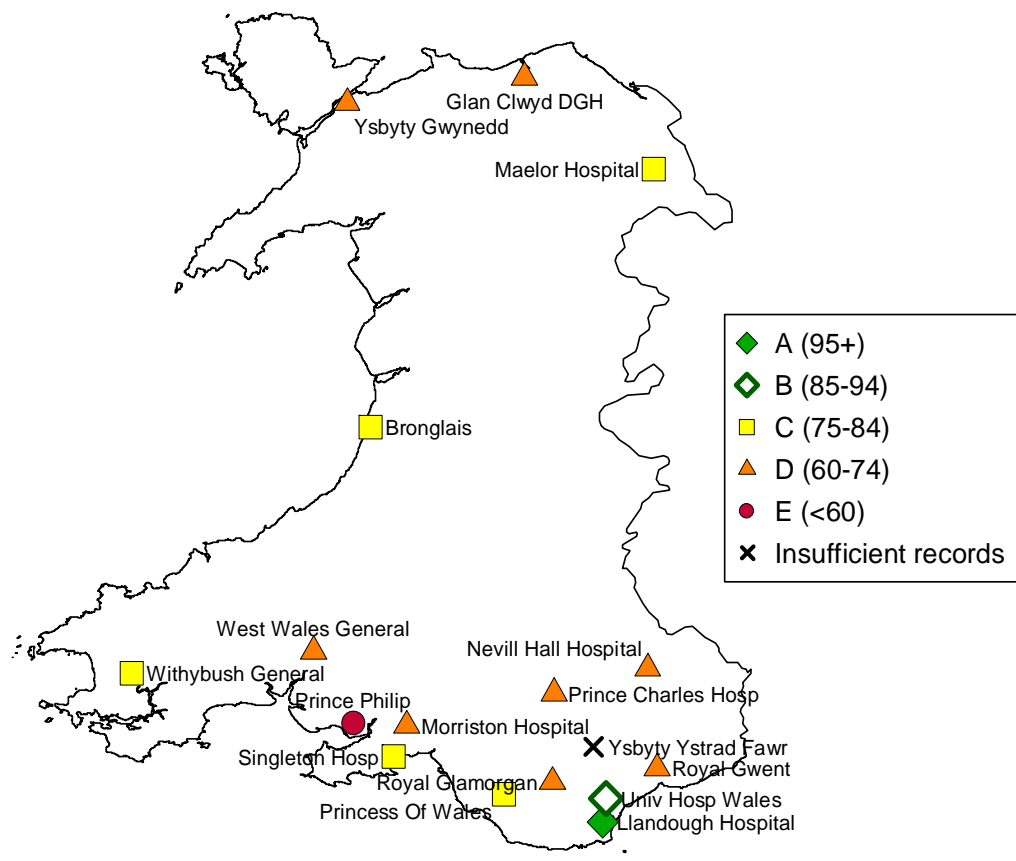 Glan Clwyd DGH
Ysbyty Gwynedd
Maelor Hospital
A (95+)
B (85-94)
C (75-84)
D (60-74)
E (<60)
Insufficient records
Bronglais
West Wales General
Nevill Hall Hospital
Withybush General
Prince Charles Hosp
Prince Philip
Morriston Hospital
Ysbyty Ystrad Fawr
Singleton Hosp
Royal Gwent
Royal Glamorgan
Univ Hosp Wales
Princess Of Wales
Llandough Hospital